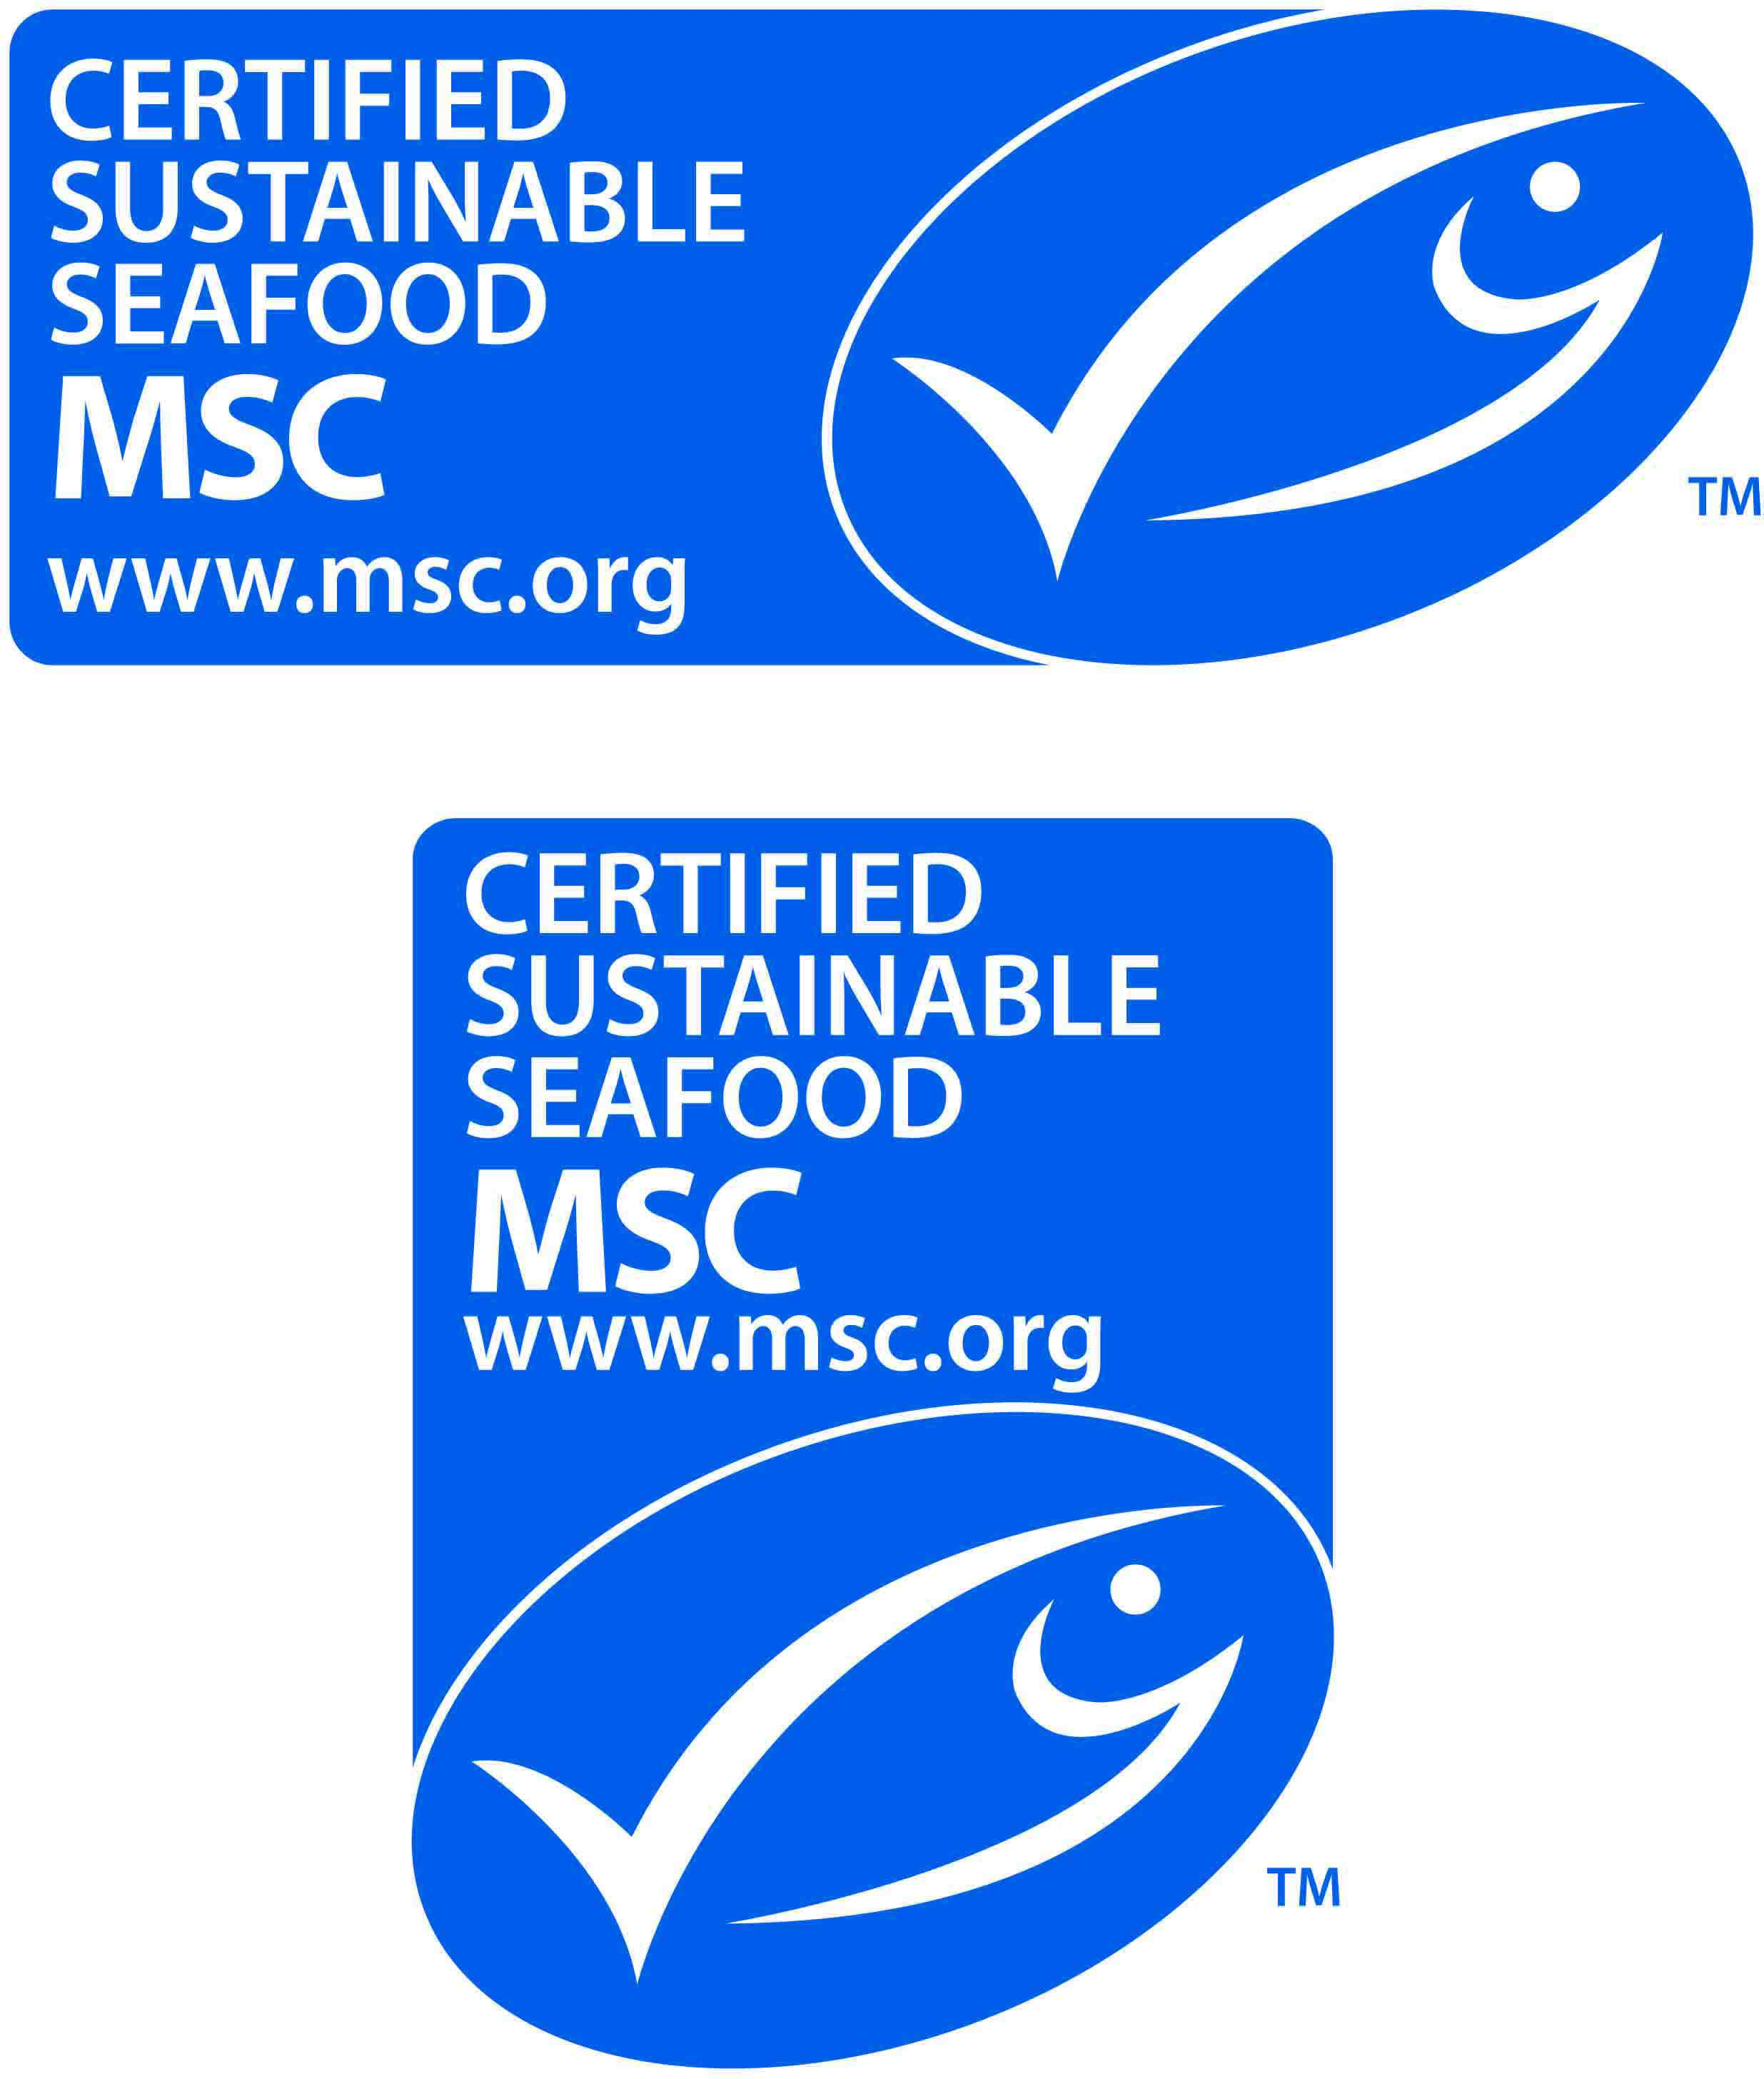 CERTIFIED
SUSTAINABLE
SEAFOOD
MSC
www.msc.org
TM
CERTIFIED
SUSTAINABLE
SEAFOOD
MSC
www.msc.org
TM